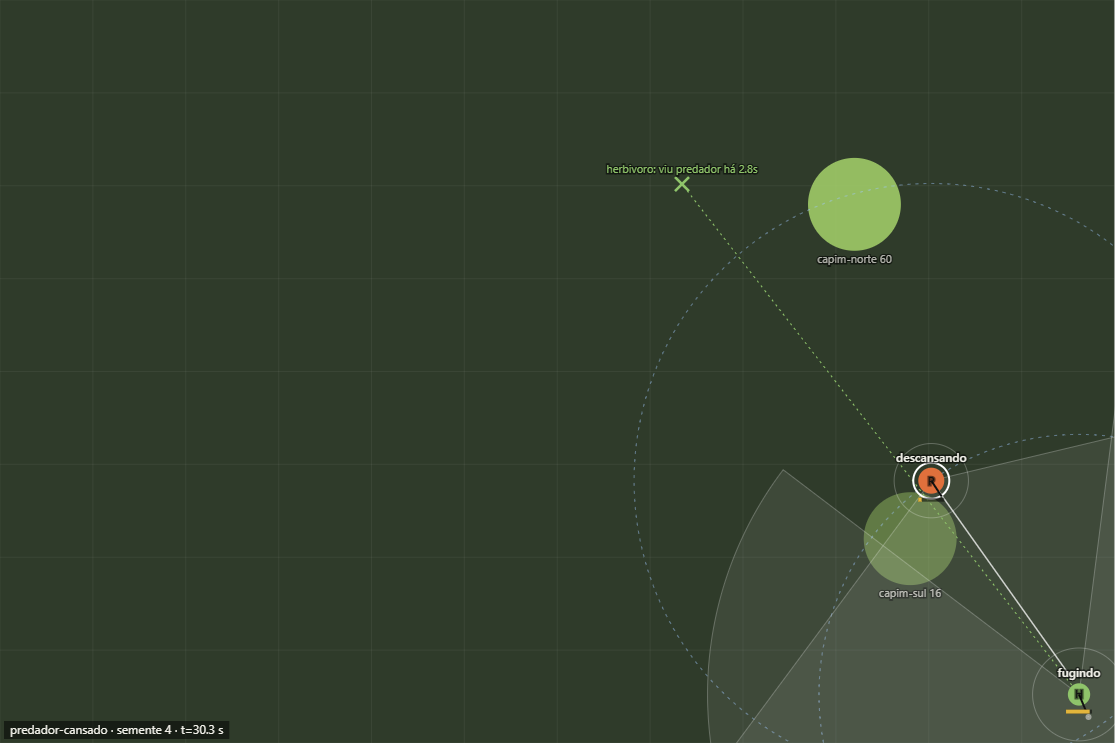 herbivoro: viu predador há 2.8s
capim-norte 60
descansando
R
capim-sul 16
fugindo
H
predador-cansado · semente 4 · t=30.3 s